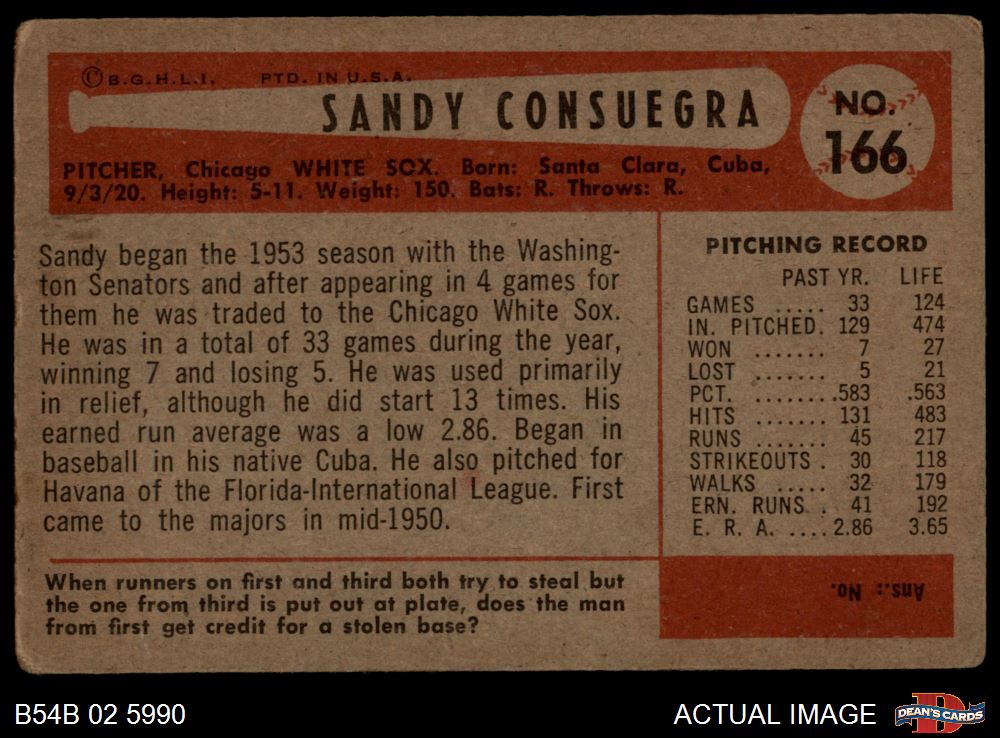 ©B.G.H.L.I. PTD. IN U.S.A.
SANDY CONSUEGRA
NO.
166
PITCHER, Chicago WHITE SOX. Born: Santa Clara, Cuba,
9/3/20. Height: 5-11. Weight: 150. Bats: R. Throws: R.
Sandy began the 1953 season with the Washing-
ton Senators and after appearing in 4 games for
them he was traded to the Chicago White Sox.
He was in a total of 33 games during the year,
winning 7 and losing 5. He was used primarily
in relief, although he did start 13 times. His
earned run average was a low 2.86. Began in
baseball in his native Cuba. He also pitched for
Havana of the Florida-International League. First
came to the majors in mid-1950.
PITCHING RECORD
PAST YR. LIFE
GAMES ..... 33 124
IN. PITCHED. 129 474
WON ....... 7 27
LOST ....... 5 21
PCT. ........ .583 .563
HITS ....... 131 483
RUNS ....... 45 217
STRIKEOUTS . 30 118
WALKS ..... 32 179
ERN. RUNS . 41 192
E. R. A. .... 2.86 3.65
When runners on first and third both try to steal but
the one from third is put out at plate, does the man
from first get credit for a stolen base?
Ans.: No.
B54B 02 5990
ACTUAL IMAGE
DEAN'S CARDS